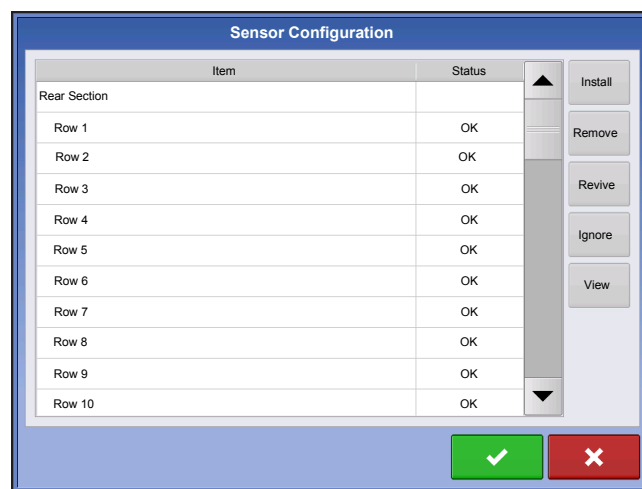 Sensor Configuration
Item Status
Rear Section
Row 1 OK
Row 2 OK
Row 3 OK
Row 4 OK
Row 5 OK
Row 6 OK
Row 7 OK
Row 8 OK
Row 9 OK
Row 10 OK
Install
Remove
Revive
Ignore
View